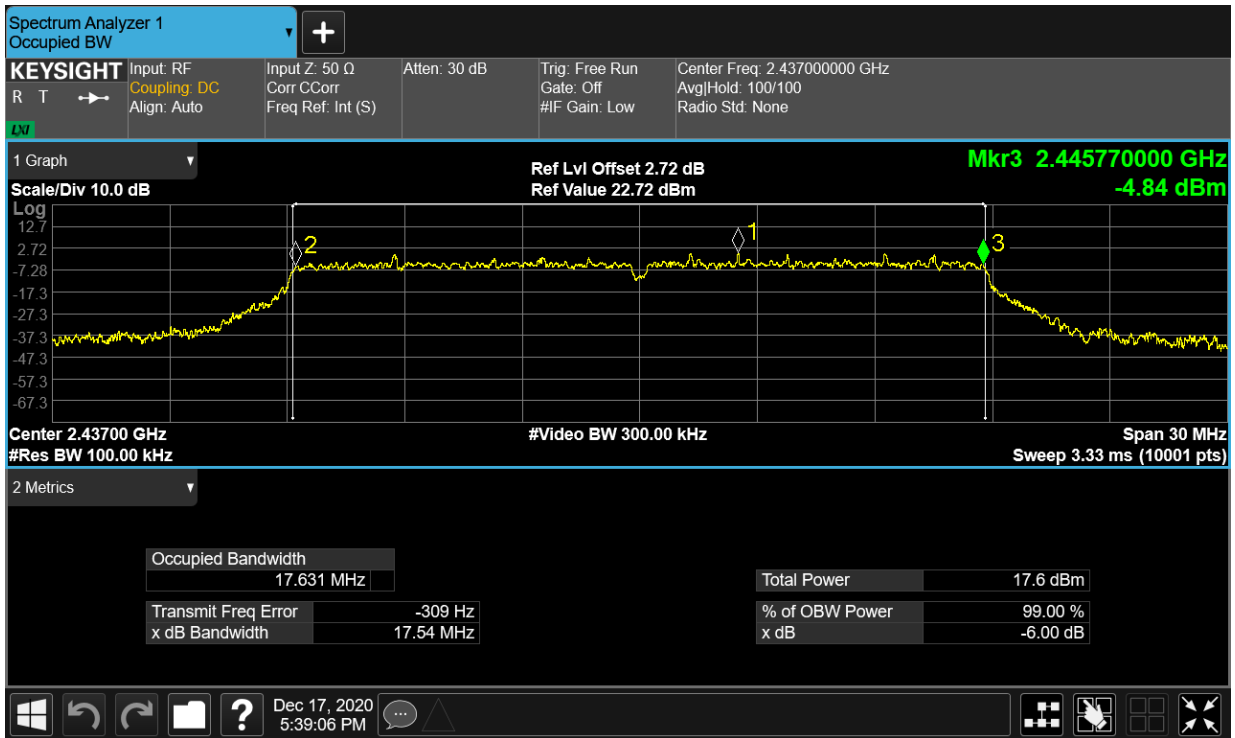 Spectrum Analyzer 1
Occupied BW
KEYSIGHT
R T
LXI
Input: RF
Coupling: DC
Align: Auto
Input Z: 50 Ω
Corr CCorr
Freq Ref: Int (S)
Atten: 30 dB
Trig: Free Run
Gate: Off
#IF Gain: Low
Center Freq: 2.437000000 GHz
Avg|Hold: 100/100
Radio Std: None
1 Graph
Scale/Div 10.0 dB
Ref Lvl Offset 2.72 dB
Ref Value 22.72 dBm
Mkr3 2.445770000 GHz
-4.84 dBm
Log
12.7
2.72
-7.28
-17.3
-27.3
-37.3
-47.3
-57.3
-67.3
2
1
3
Center 2.43700 GHz
#Res BW 100.00 kHz
#Video BW 300.00 kHz
Span 30 MHz
Sweep 3.33 ms (10001 pts)
2 Metrics
Occupied Bandwidth
17.631 MHz
Transmit Freq Error -309 Hz
x dB Bandwidth 17.54 MHz
Total Power 17.6 dBm
% of OBW Power 99.00 %
x dB -6.00 dB
?
Dec 17, 2020
5:39:06 PM